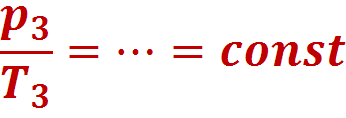 p₃/T₃ = ⋯ = const